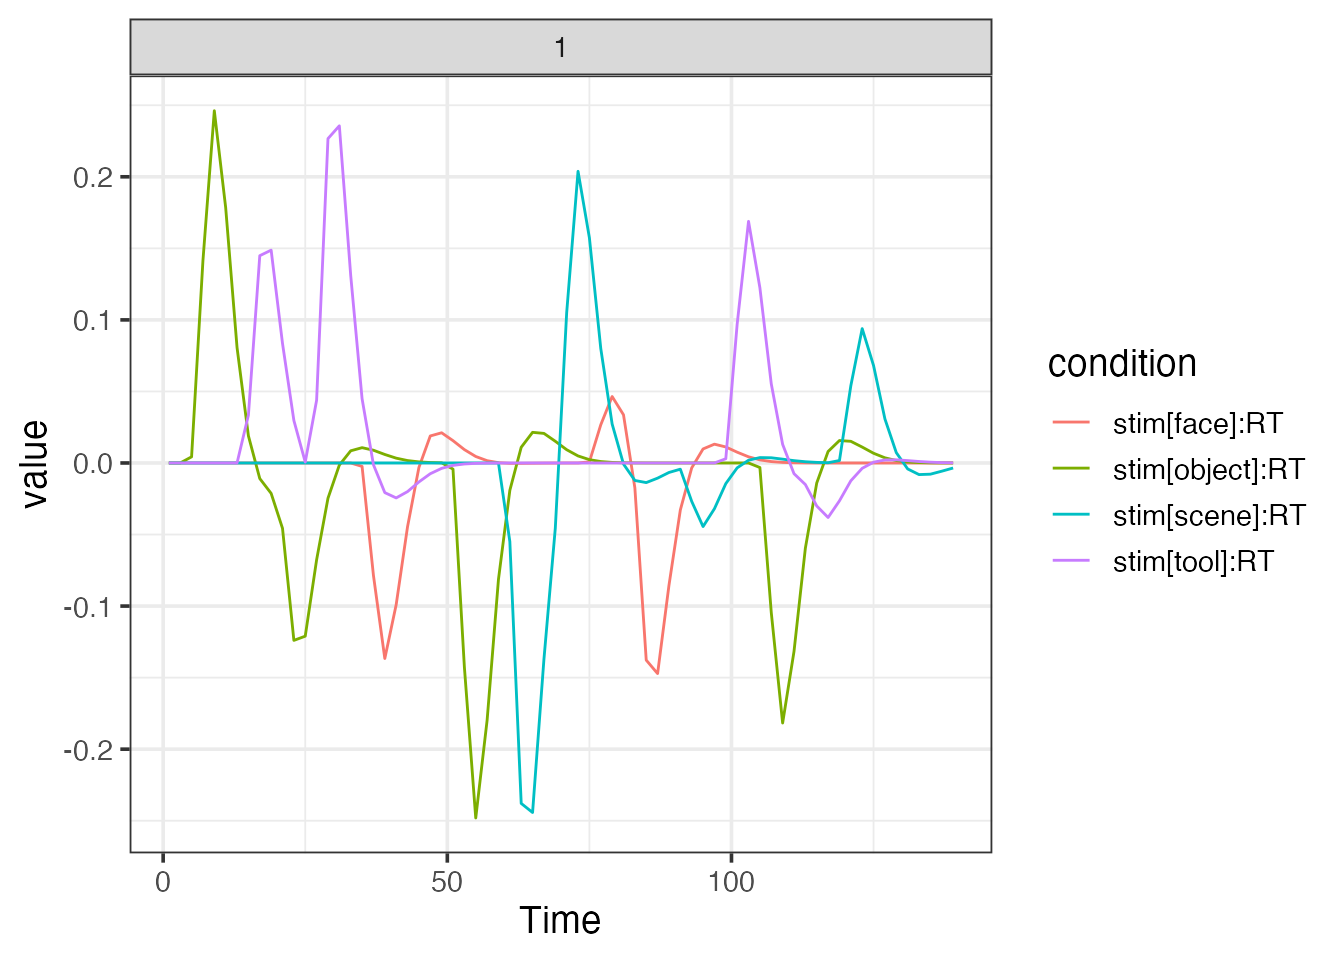 1
0.2
0.1
0.0
-0.1
-0.2
value
0 50 100
Time
condition
stim[face]:RT
stim[object]:RT
stim[scene]:RT
stim[tool]:RT